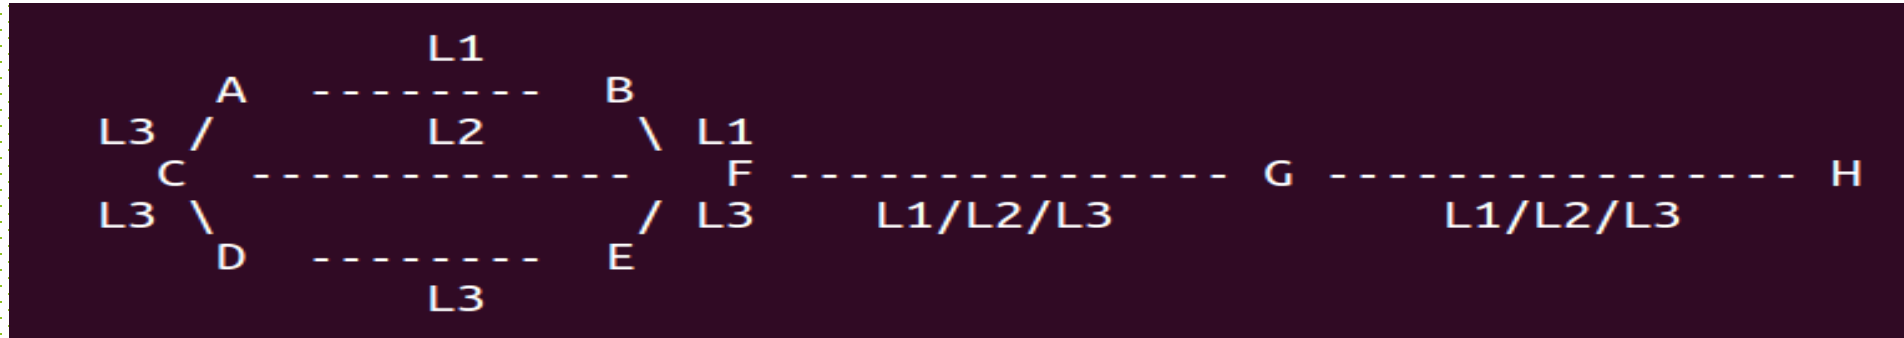 L1
A -------- B
L3 / L2 \ L1
C ------------- F --------------- G ---------------- H
L3 \ / L3 L1/L2/L3 L1/L2/L3
D -------- E
L3